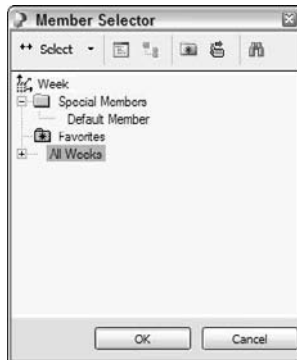 Member Selector
Select
Week
Special Members
Default Member
Favorites
All Weeks
OK
Cancel